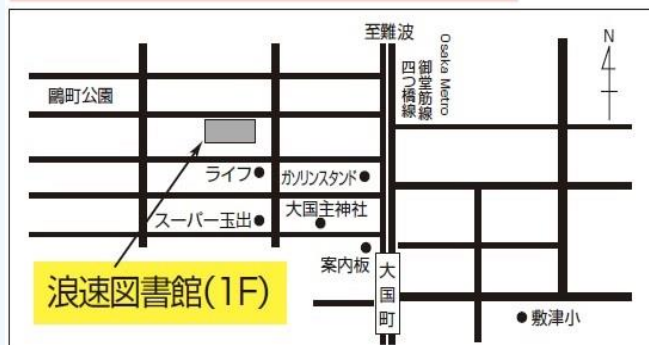 至難波
Osaka Metro
御堂筋線
四つ橋線
N
鷗町公園
ライフ
ガソリンスタンド
大国主神社
スーパー玉出
案内板
大国町
浪速図書館(1F)
敷津小